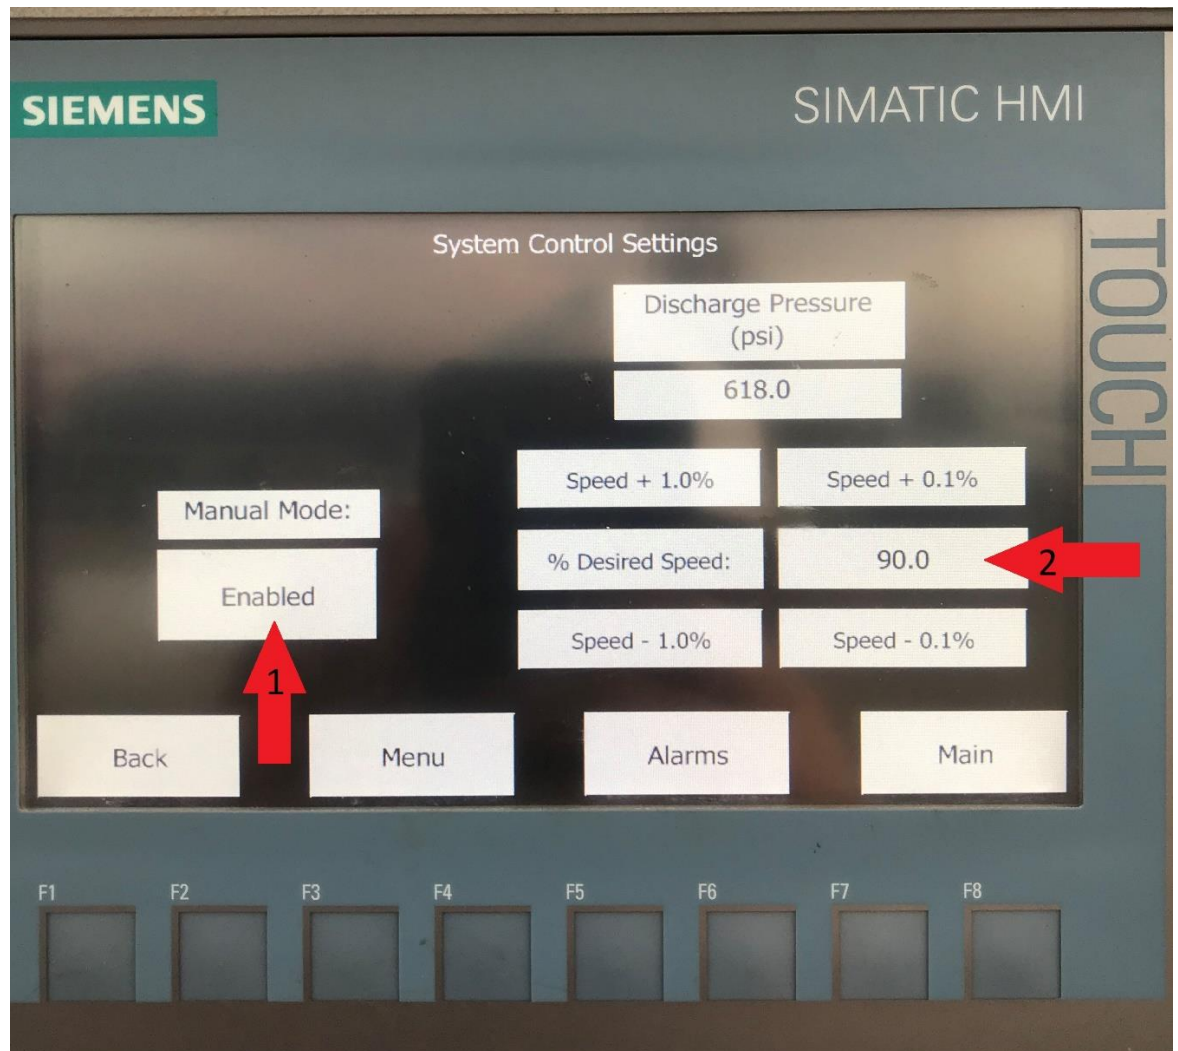 SIEMENS
SIMATIC HMI
TOUCH
System Control Settings
Discharge Pressure
(psi)
618.0
Speed + 1.0%
Speed + 0.1%
Manual Mode:
% Desired Speed:
90.0
2
Enabled
Speed - 1.0%
Speed - 0.1%
1
Back
Menu
Alarms
Main
F1
F2
F3
F4
F5
F6
F7
F8